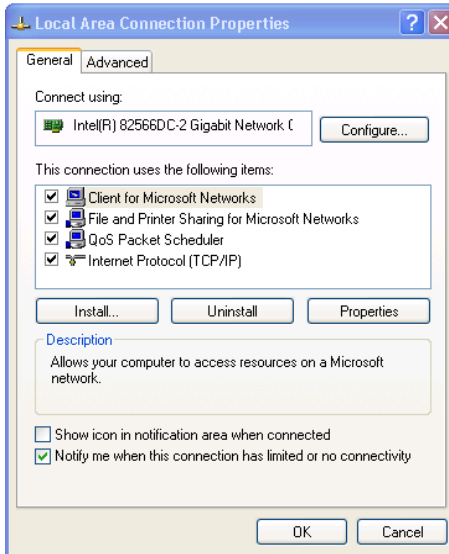 Local Area Connection Properties
General Advanced
Connect using:
Intel(R) 82566DC-2 Gigabit Network C
Configure...
This connection uses the following items:
Client for Microsoft Networks
File and Printer Sharing for Microsoft Networks
QoS Packet Scheduler
Internet Protocol (TCP/IP)
Install... Uninstall Properties
Description
Allows your computer to access resources on a Microsoft
network.
Show icon in notification area when connected
Notify me when this connection has limited or no connectivity
OK Cancel